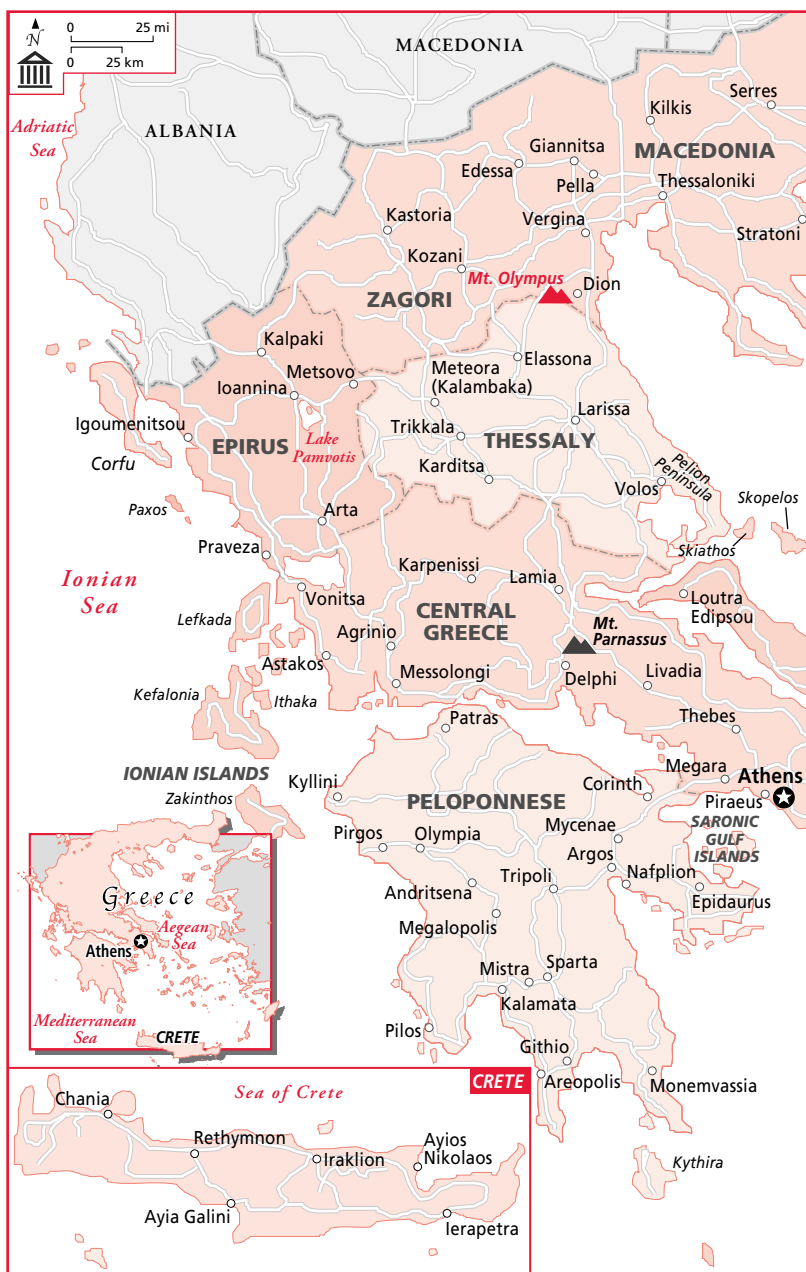 N
0 25 mi
0 25 km
MACEDONIA
ALBANIA
Adriatic
Sea
Serres
Kilkis
Giannitsa
MACEDONIA
Edessa
Pella
Thessaloniki
Kastoria
Vergina
Stratoni
Kozani
Mt. Olympus
Dion
ZAGORI
Kalpaki
Elassona
Metsovo
Meteora
(Kalambaka)
Ioannina
Larissa
Igoumenitsou
EPIRUS
Lake
Pamvotis
Trikkala
THESSALY
Corfu
Karditsa
Pelion
Peninsula
Volos
Skopelos
Paxos
Arta
Skiathos
Praveza
Karpenissi
Lamia
Ionian
Sea
Vonitsa
Loutra
Edipsou
CENTRAL
GREECE
Mt.
Parnassus
Lefkada
Agrinio
Astakos
Messolongi
Delphi
Livadia
Kefalonia
Ithaka
Patras
Thebes
IONIAN ISLANDS
Megara
Athens
Kyllini
Corinth
Zakinthos
PELOPONNESE
Piraeus
Mycenae
SARONIC
GULF
ISLANDS
Pirgos
Olympia
Argos
Tripoli
Nafplion
Andritsena
Epidaurus
Megalopolis
Mistra
Sparta
Kalamata
Pilos
Githio
Areopolis
Monemvassia
Kythira
Greece
Aegean
Sea
Athens
Mediterranean
Sea
CRETE
CRETE
Sea of Crete
Chania
Rethymnon
Iraklion
Ayios
Nikolaos
Ayia Galini
Ierapetra